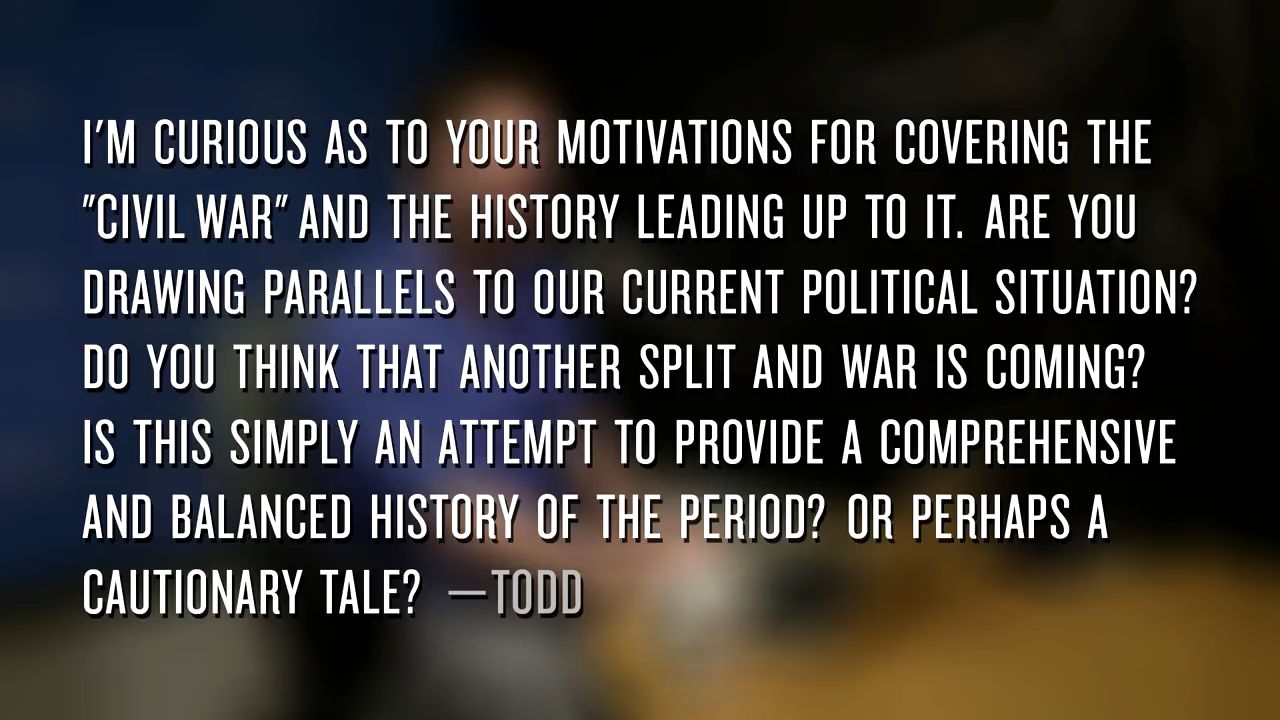 I'M CURIOUS AS TO YOUR MOTIVATIONS FOR COVERING THE
"CIVIL WAR" AND THE HISTORY LEADING UP TO IT. ARE YOU
DRAWING PARALLELS TO OUR CURRENT POLITICAL SITUATION?
DO YOU THINK THAT ANOTHER SPLIT AND WAR IS COMING?
IS THIS SIMPLY AN ATTEMPT TO PROVIDE A COMPREHENSIVE
AND BALANCED HISTORY OF THE PERIOD? OR PERHAPS A
CAUTIONARY TALE? —TODD